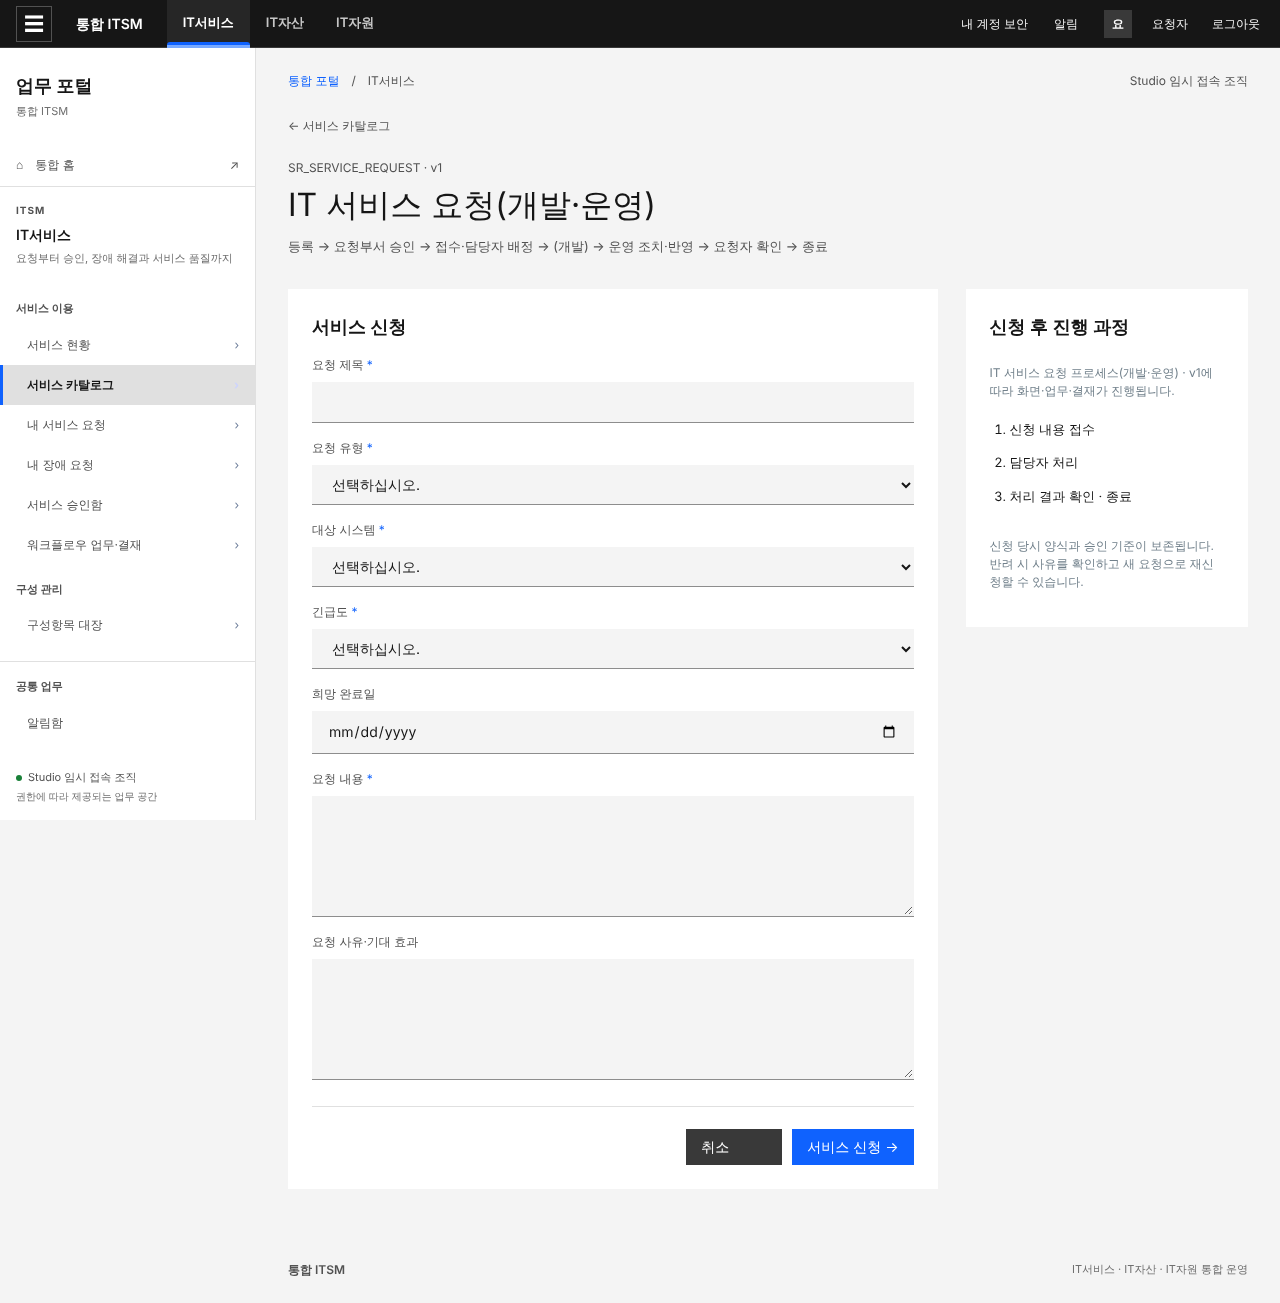 통합 ITSM
IT서비스
IT자산
IT자원
내 계정 보안
알림
요
요청자
로그아웃
업무 포털
통합 ITSM
통합 홈
ITSM
IT서비스
요청부터 승인, 장애 해결과 서비스 품질까지
서비스 이용
서비스 현황
서비스 카탈로그
내 서비스 요청
내 장애 요청
서비스 승인함
워크플로우 업무·결재
구성 관리
구성항목 대장
공통 업무
알림함
Studio 임시 접속 조직
권한에 따라 제공되는 업무 공간
통합 포털 / IT서비스
Studio 임시 접속 조직
← 서비스 카탈로그
SR_SERVICE_REQUEST · v1
IT 서비스 요청(개발·운영)
등록 → 요청부서 승인 → 접수·담당자 배정 → (개발) → 운영 조치·반영 → 요청자 확인 → 종료
서비스 신청
요청 제목 *
요청 유형 *
선택하십시오.
대상 시스템 *
선택하십시오.
긴급도 *
선택하십시오.
희망 완료일
mm/dd/yyyy
요청 내용 *
요청 사유·기대 효과
취소
서비스 신청 →
신청 후 진행 과정
IT 서비스 요청 프로세스(개발·운영) · v1에
따라 화면·업무·결재가 진행됩니다.
1. 신청 내용 접수
2. 담당자 처리
3. 처리 결과 확인 · 종료
신청 당시 양식과 승인 기준이 보존됩니다.
반려 시 사유를 확인하고 새 요청으로 재신
청할 수 있습니다.
통합 ITSM
IT서비스 · IT자산 · IT자원 통합 운영